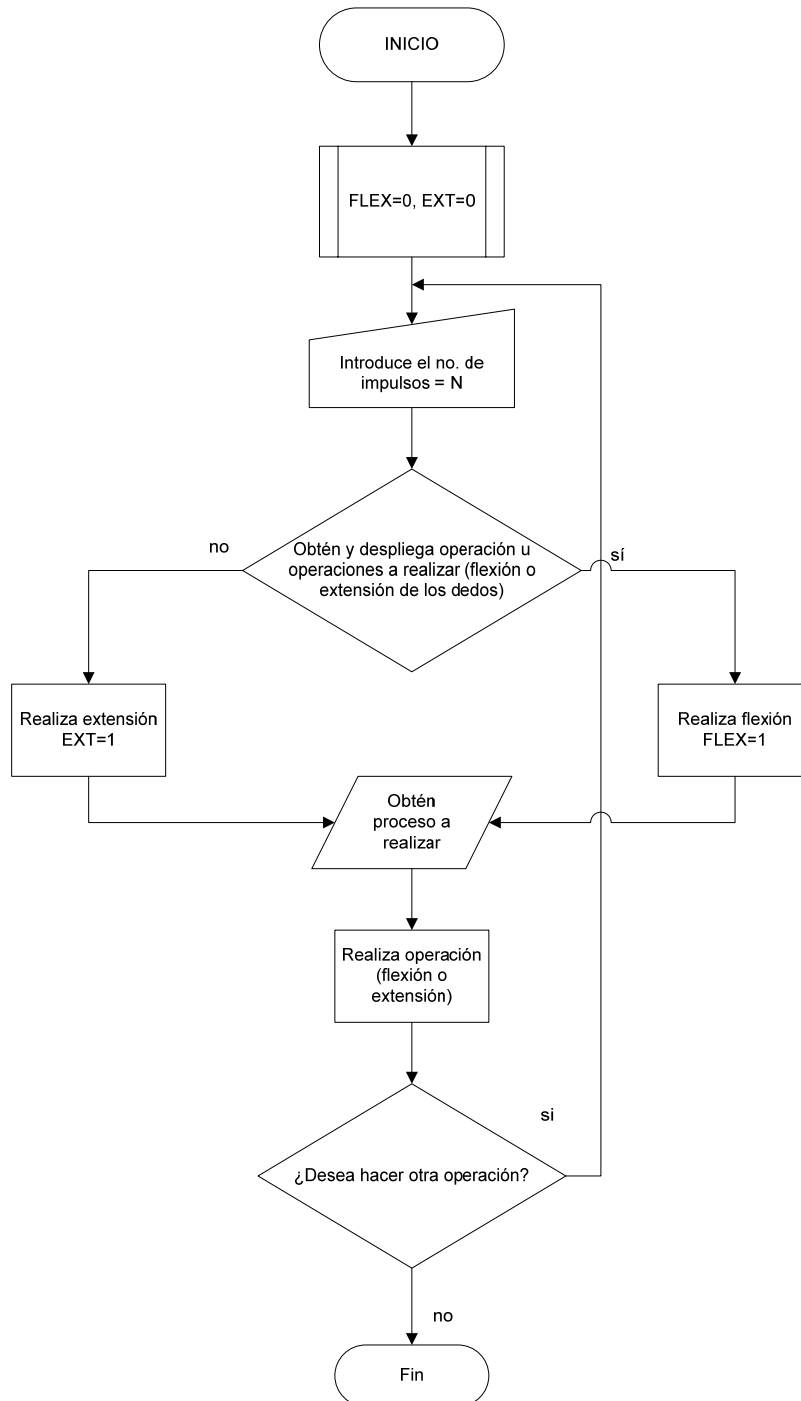 INICIO
FLEX=0, EXT=0
Introduce el no. de
impulsos = N
no
Obtén y despliega operación u
operaciones a realizar (flexión o
extensión de los dedos)
sí
Realiza extensión
EXT=1
Realiza flexión
FLEX=1
Obtén
proceso a
realizar
Realiza operación
(flexión o
extensión)
si
¿Desea hacer otra operación?
no
Fin